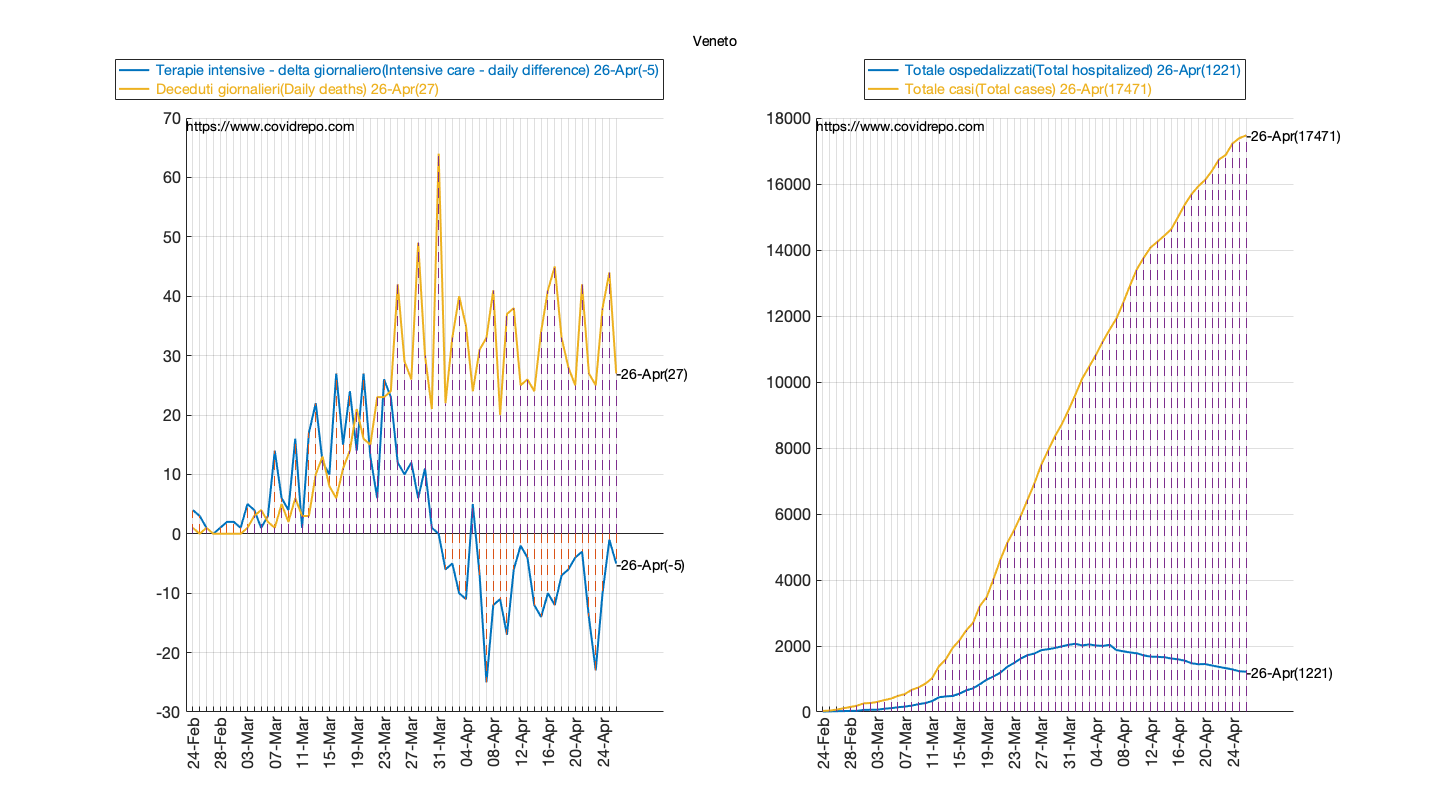 Veneto
Terapie intensive - delta giornaliero(Intensive care - daily difference) 26-Apr(-5)
Deceduti giornalieri(Daily deaths) 26-Apr(27)
70
60
50
40
30
20
10
0
-10
-20
-30
https://www.covidrepo.com
-26-Apr(27)
-26-Apr(-5)
24-Feb
28-Feb
03-Mar
07-Mar
11-Mar
15-Mar
19-Mar
23-Mar
27-Mar
31-Mar
04-Apr
08-Apr
12-Apr
16-Apr
20-Apr
24-Apr
Totale ospedalizzati(Total hospitalized) 26-Apr(1221)
Totale casi(Total cases) 26-Apr(17471)
18000
16000
14000
12000
10000
8000
6000
4000
2000
0
https://www.covidrepo.com
-26-Apr(17471)
-26-Apr(1221)
24-Feb
28-Feb
03-Mar
07-Mar
11-Mar
15-Mar
19-Mar
23-Mar
27-Mar
31-Mar
04-Apr
08-Apr
12-Apr
16-Apr
20-Apr
24-Apr